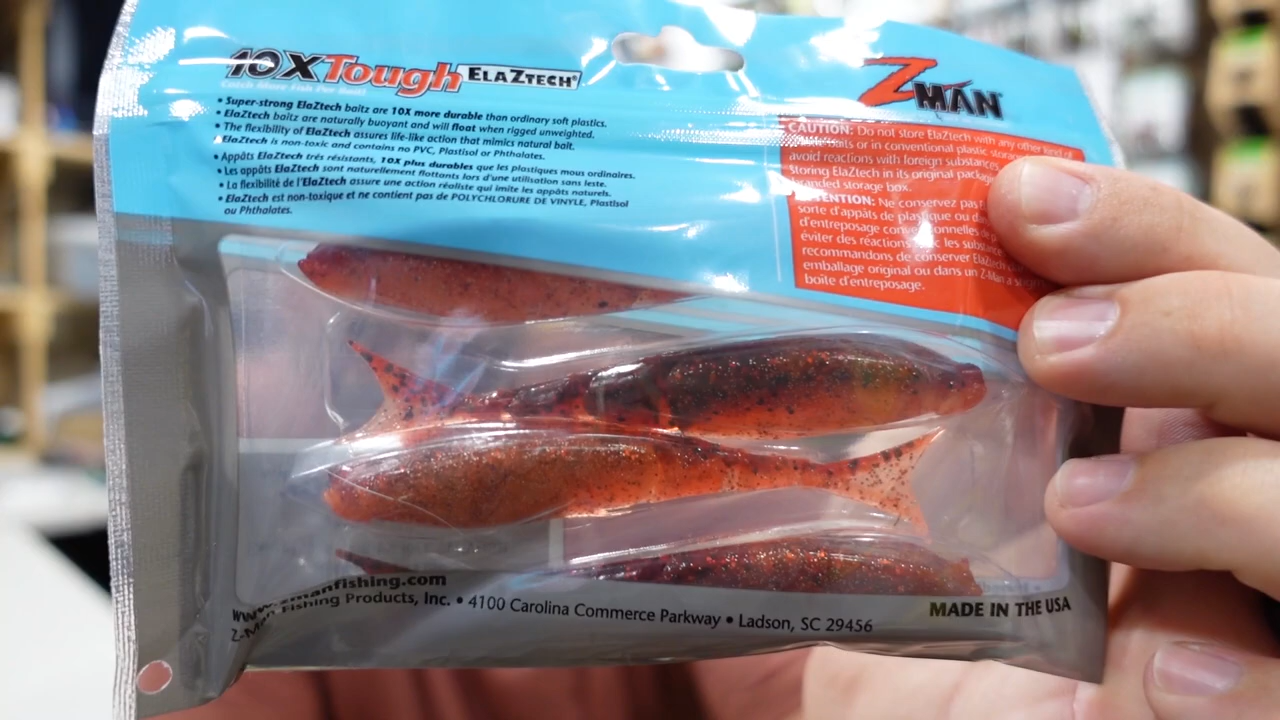 10X Tough ElaZtech®
Catch More Fish Per Bait!
• Super-strong ElaZtech baitz are 10X more durable than ordinary soft plastics.
• ElaZtech baitz are naturally buoyant and will float when rigged unweighted.
• The flexibility of ElaZtech assures life-like action that mimics natural bait.
ElaZtech is non-toxic and contains no PVC, Plastisol or Phthalates.
• Appâts ElaZtech trés résistants, 10X plus durables que les plastiques mous ordinaires.
• Les appâts ElaZtech sont naturellement flottants lors d'une utilisation sans leste.
• La flexibilité de l'ElaZtech assure une action réaliste qui imite les appâts naturels.
• ElaZtech est non-toxique et ne contient pas de POLYCHLORURE DE VINYLE, Plastisol
ou Phthalates.
Z MAN
CAUTION: Do not store ElaZtech with any other kind of
baits or in conventional plastic
avoid reactions with foreign
Storing ElaZtech in its original
storage box.
Ne conservez pas
sorte d'appâts de plastique ou
d'entreposage
éviter des réactions les
recommandons de conserver ElaZtech
emballage original ou dans un Z-Man
boîte d'entreposage.
www.zmanfishing.com
Z-Man Fishing Products, Inc. • 4100 Carolina Commerce Parkway • Ladson, SC 29456
MADE IN THE USA